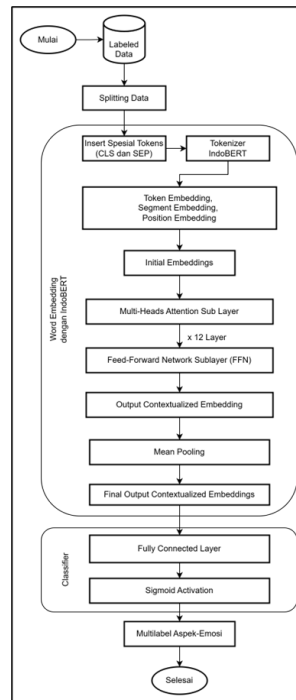 Mulai
Labeled
Data
Splitting Data
Insert Spesial Tokens
(CLS dan SEP)
Tokenizer
IndoBERT
Token Embedding,
Segment Embedding,
Position Embedding
Initial Embeddings
Multi-Heads Attention Sub Layer
x 12 Layer
Feed-Forward Network Sublayer (FFN)
Output Contextualized Embedding
Mean Pooling
Final Output Contextualized Embeddings
Word Embedding
dengan IndoBERT
Fully Connected Layer
Sigmoid Activation
Classifier
Multilabel Aspek-Emosi
Selesai